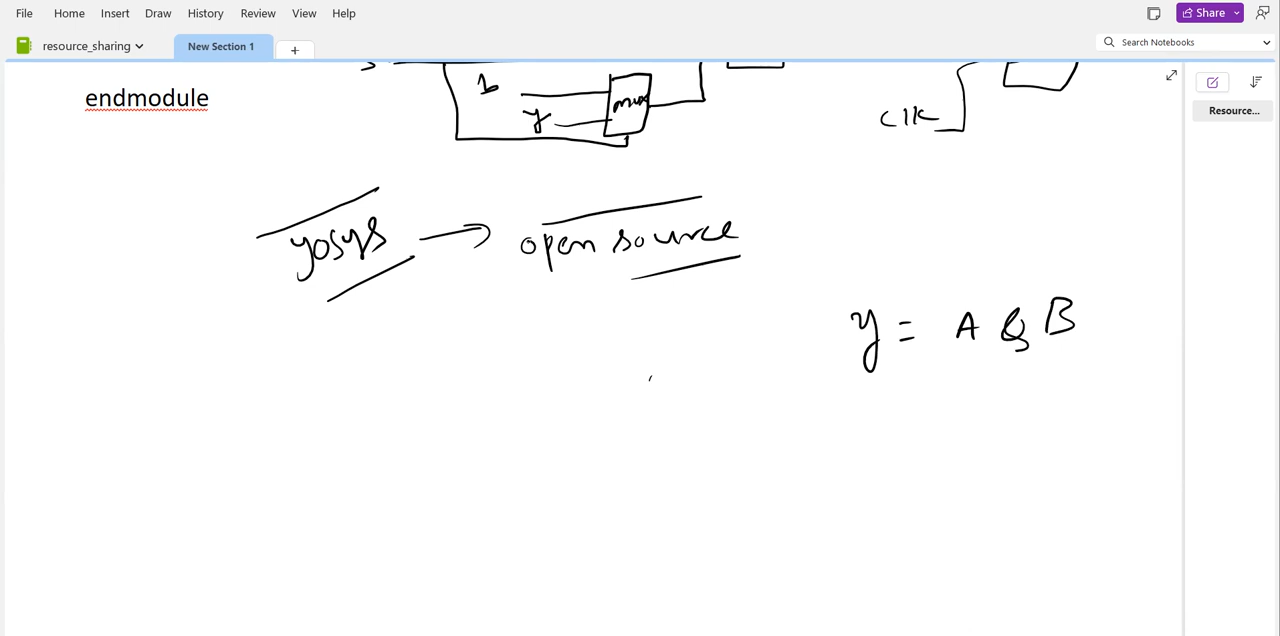 File Home Insert Draw History Review View Help
Share
resource_sharing New Section 1 +
Search Notebooks
endmodule
mux
y
clk
Resource...
yosys → open source
y = A & B